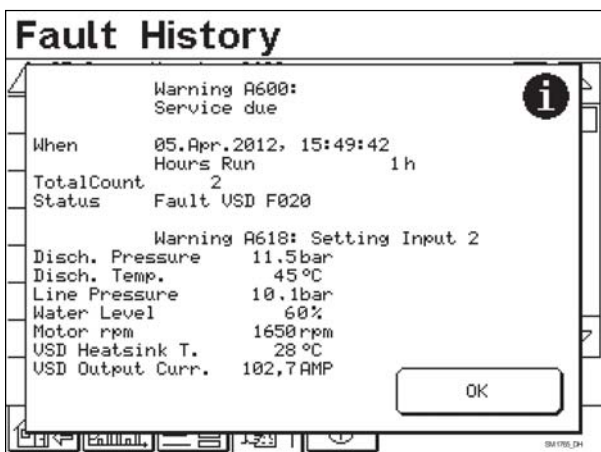 Fault History
Warning A600:
Service due
When 05.Apr.2012, 15:49:42
Hours Run 1h
TotalCount 2
Status Fault VSD F020
Warning A618: Setting Input 2
Disch. Pressure 11.5bar
Disch. Temp. 45°C
Line Pressure 10.1bar
Water Level 60%
Motor rpm 1650rpm
VSD Heatsink T. 28°C
VSD Output Curr. 102,7AMP
OK